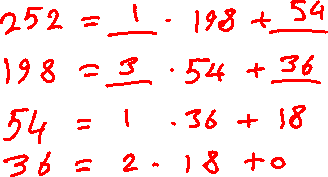 252 = 1 · 198 + 54
198 = 3 · 54 + 36
54 = 1 · 36 + 18
36 = 2 · 18 + 0